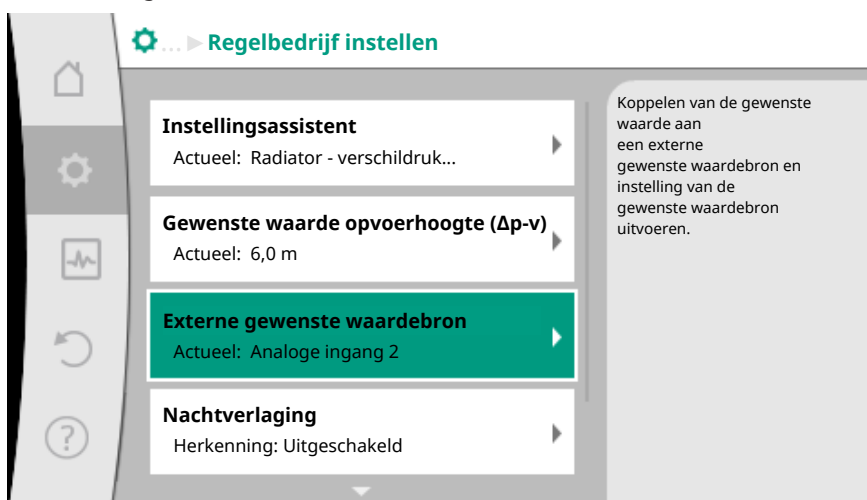 ... Regelbedrijf instellen
Instellingsassistent
Actueel: Radiator - verschildruk...
Gewenste waarde opvoerhoogte (Δp-v)
Actueel: 6,0 m
Externe gewenste waardebron
Actueel: Analoge ingang 2
Nachtverlaging
Herkenning: Uitgeschakeld
?
Koppelen van de gewenste
waarde aan
een externe
gewenste waardebron en
instelling van de
gewenste waardebron
uitvoeren.